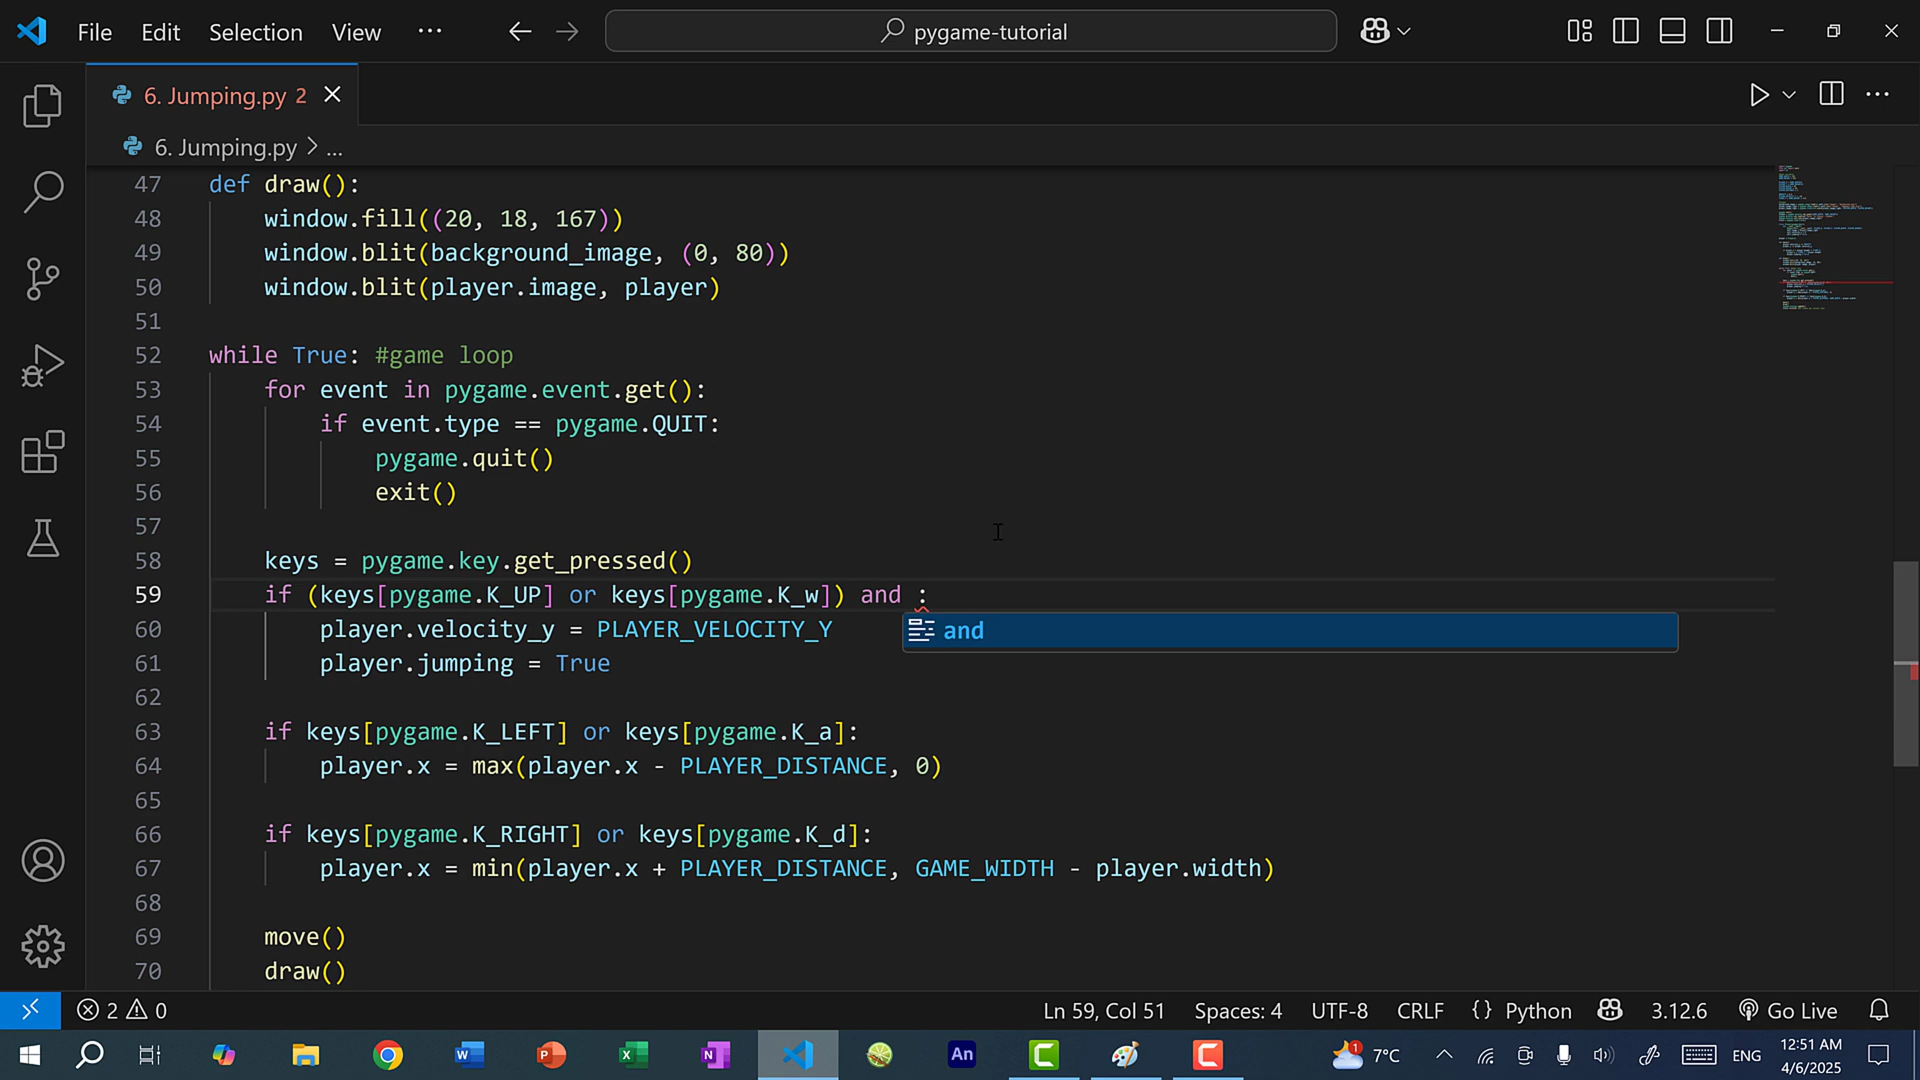 File Edit Selection View ··· pygame-tutorial
6. Jumping.py 2
6. Jumping.py > ...
47 def draw():
48 window.fill((20, 18, 167))
49 window.blit(background_image, (0, 80))
50 window.blit(player.image, player)
51
52 while True: #game loop
53 for event in pygame.event.get():
54 if event.type == pygame.QUIT:
55 pygame.quit()
56 exit()
57
58 keys = pygame.key.get_pressed()
59 if (keys[pygame.K_UP] or keys[pygame.K_w]) and :
60 player.velocity_y = PLAYER_VELOCITY_Y
and
61 player.jumping = True
62
63 if keys[pygame.K_LEFT] or keys[pygame.K_a]:
64 player.x = max(player.x - PLAYER_DISTANCE, 0)
65
66 if keys[pygame.K_RIGHT] or keys[pygame.K_d]:
67 player.x = min(player.x + PLAYER_DISTANCE, GAME_WIDTH - player.width)
68
69 move()
70 draw()
2 0 Ln 59, Col 51 Spaces: 4 UTF-8 CRLF {} Python 3.12.6 Go Live
An 1 7°C ENG 12:51 AM
4/6/2025